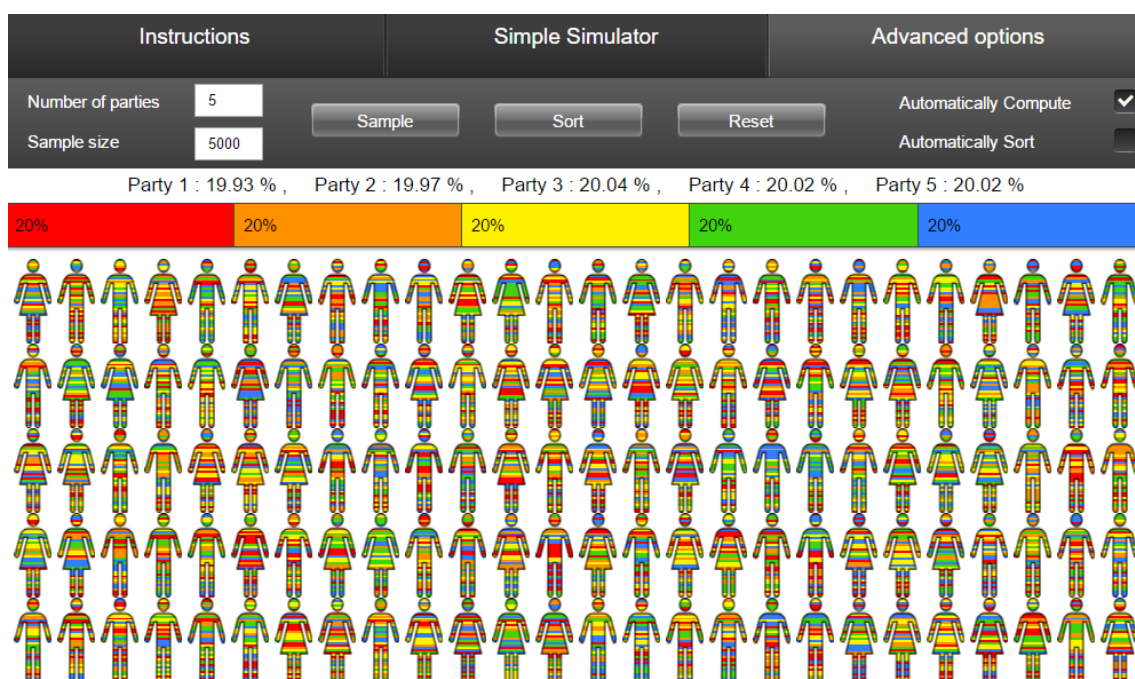 Instructions
Simple Simulator
Advanced options
Number of parties 5
Sample size 5000
Sample
Sort
Reset
Automatically Compute
Automatically Sort
Party 1 : 19.93 % , Party 2 : 19.97 % , Party 3 : 20.04 % , Party 4 : 20.02 % , Party 5 : 20.02 %
20% 20% 20% 20% 20%